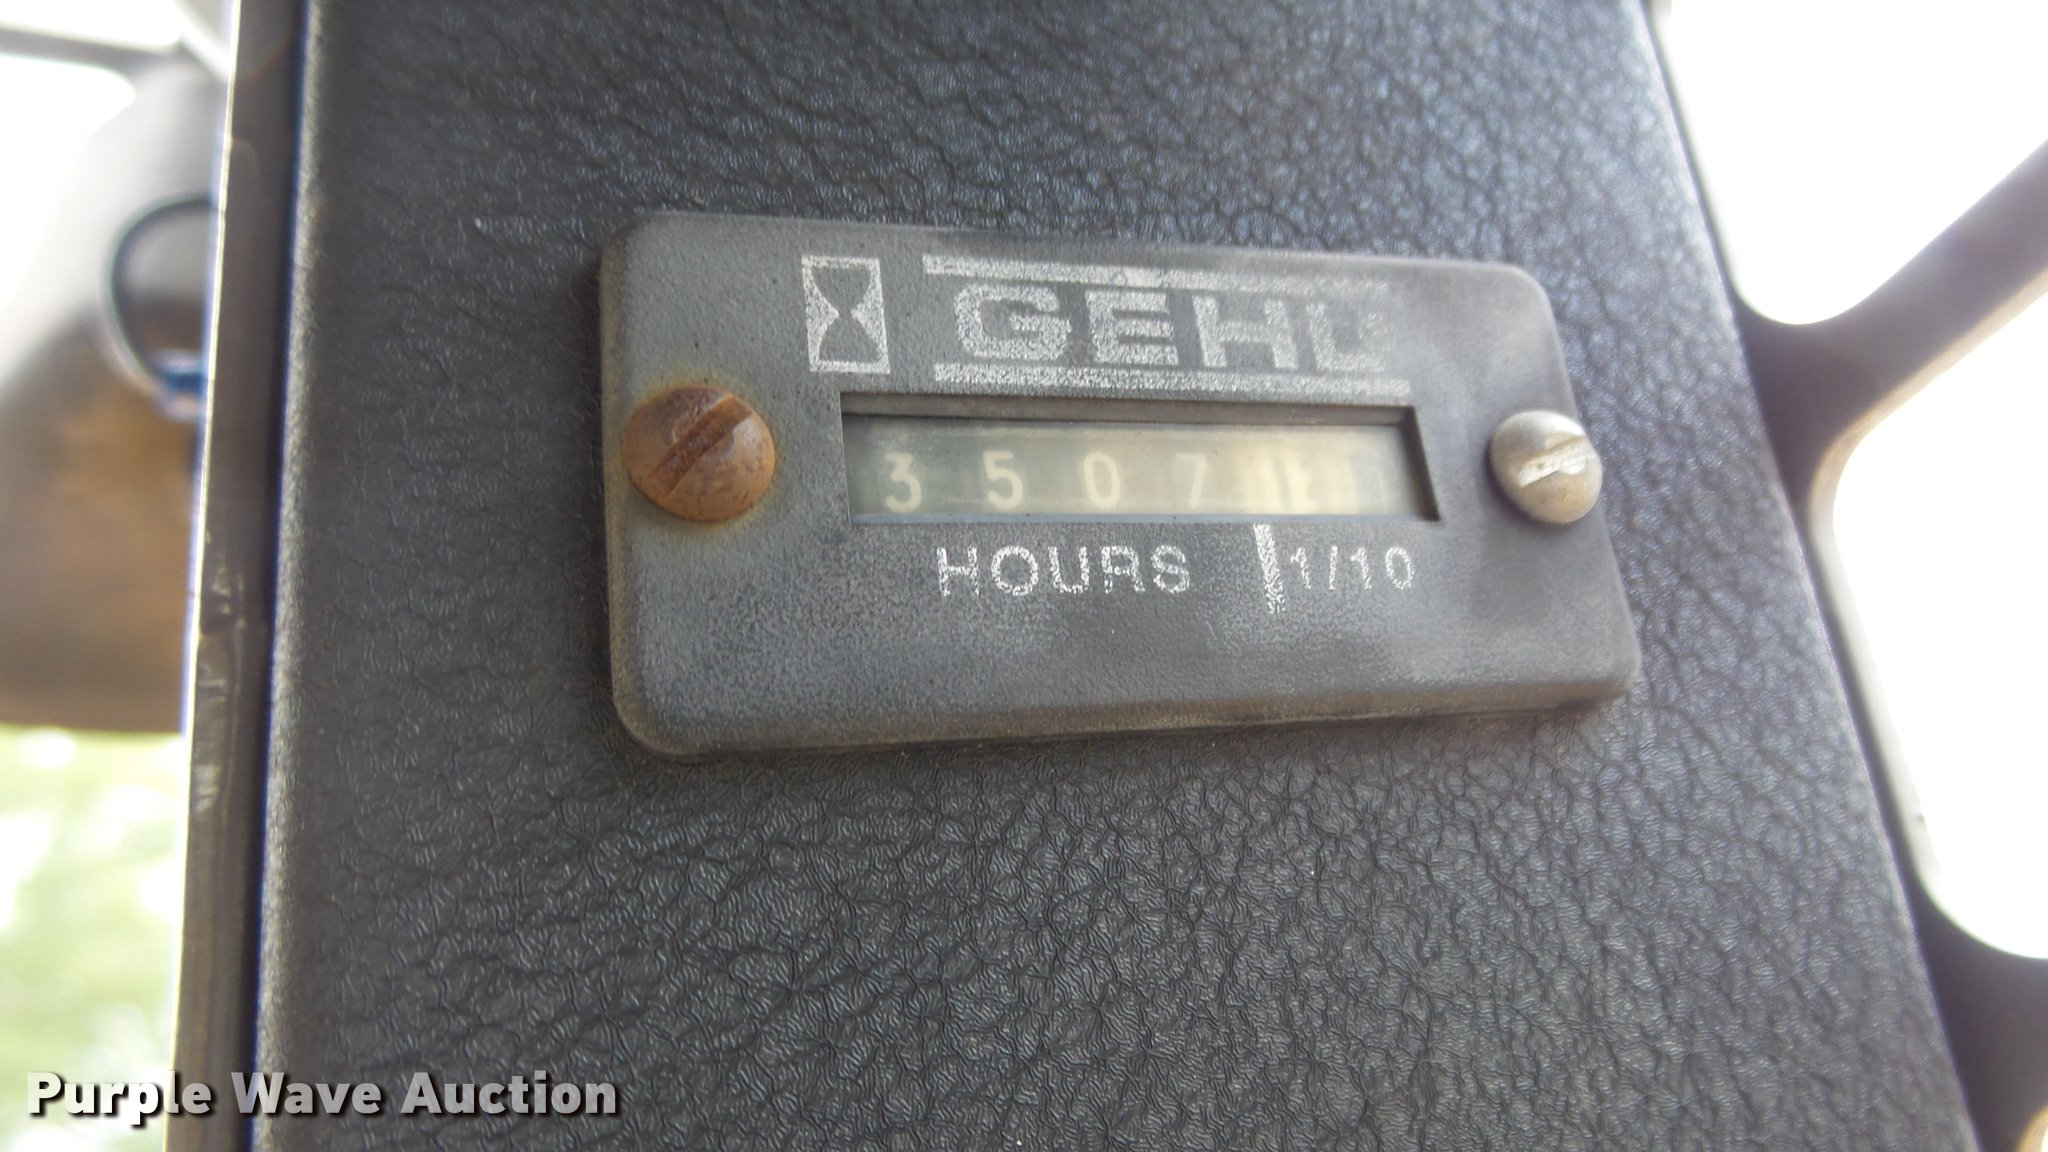 GEHL
3507
HOURS 1/10
Purple Wave Auction